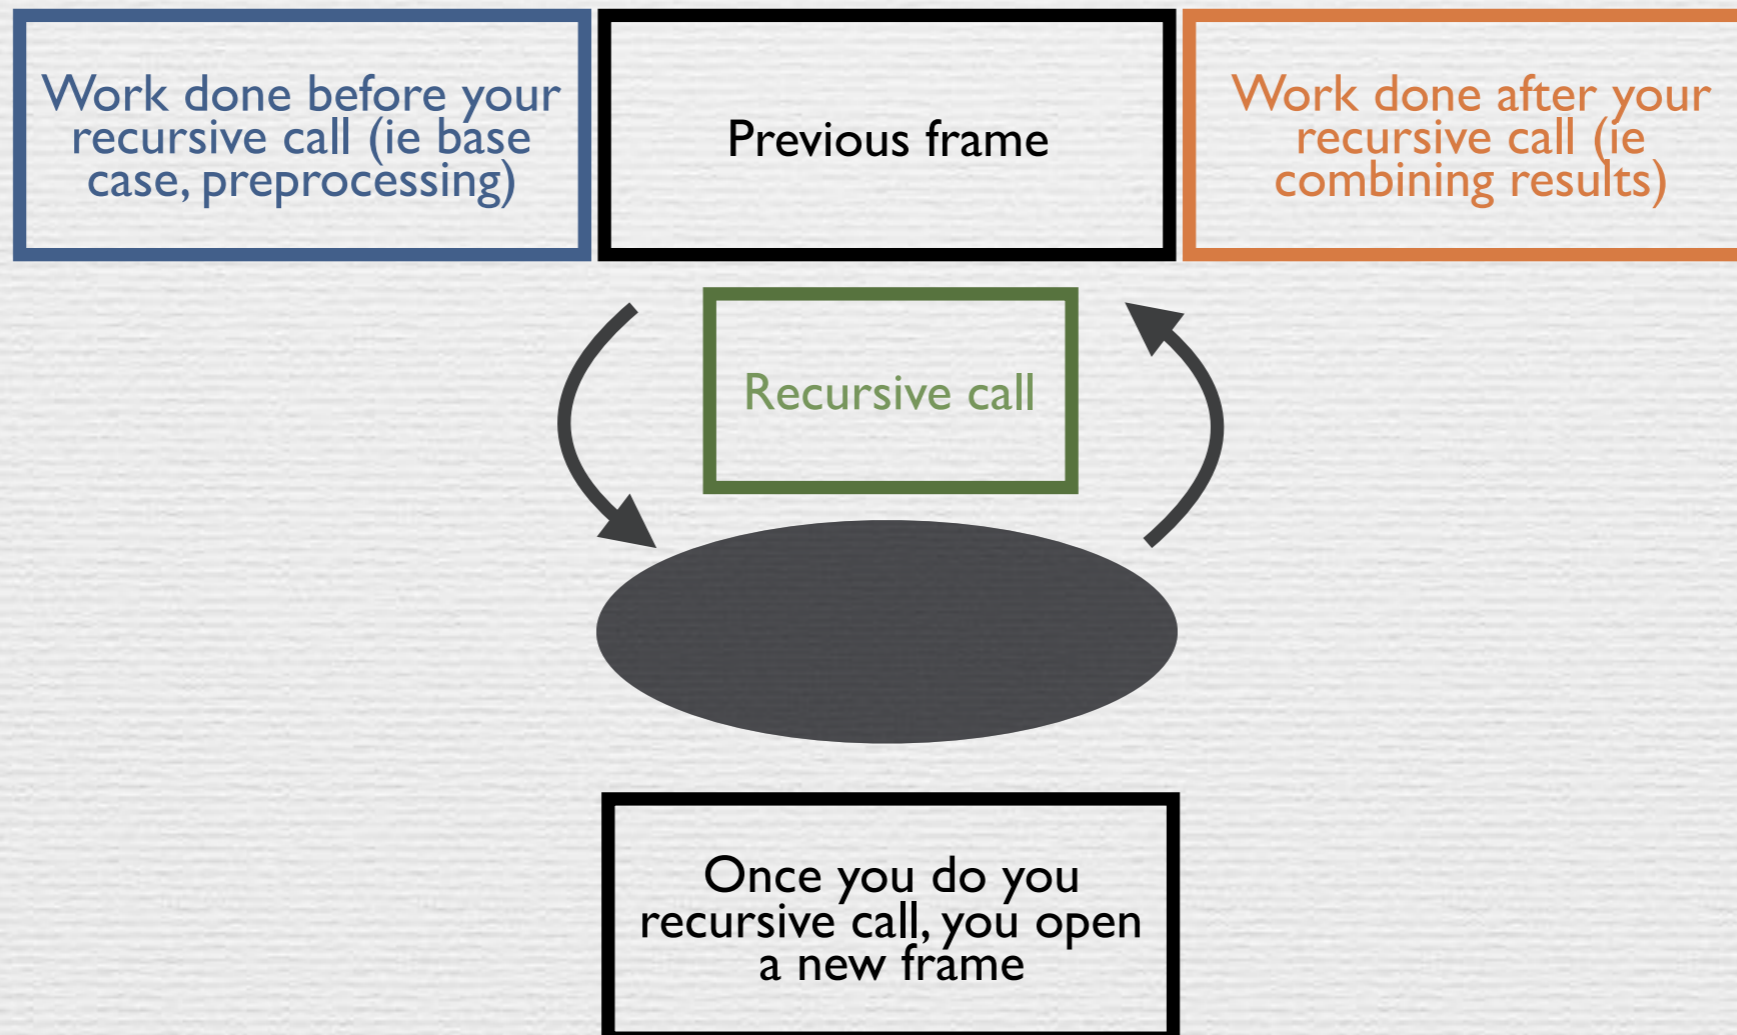 Work done before your
recursive call (ie base
case, preprocessing)
Previous frame
Work done after your
recursive call (ie
combining results)
Recursive call
Once you do you
recursive call, you open
a new frame